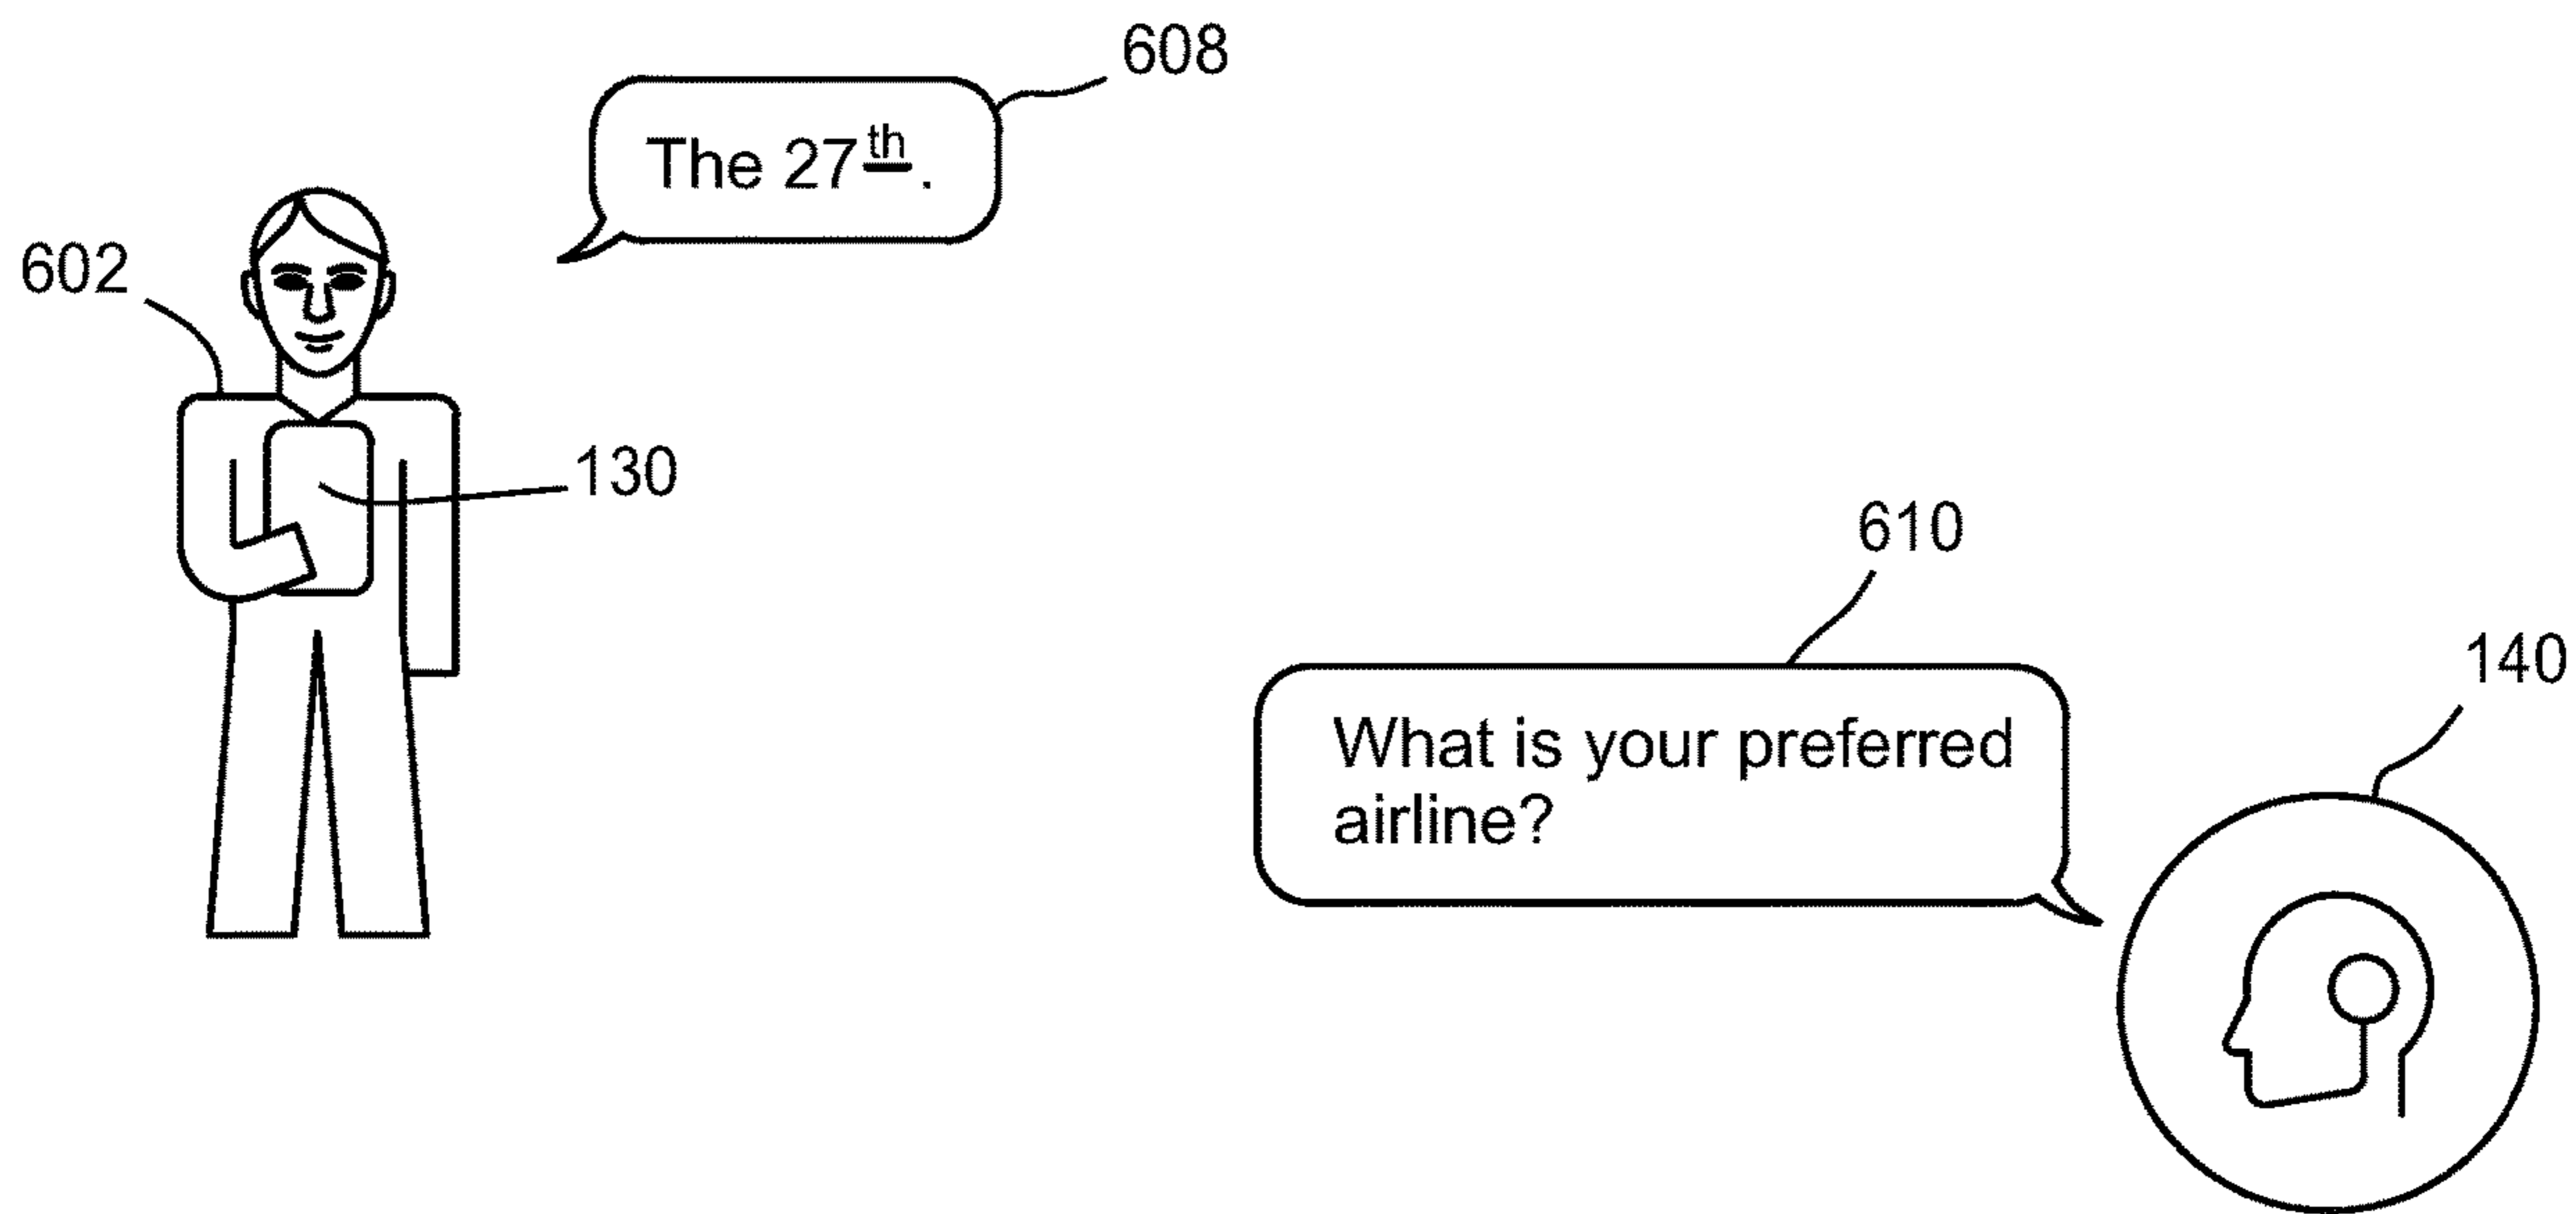 608
The 27th.
602
130
610
140
What is your preferred
airline?